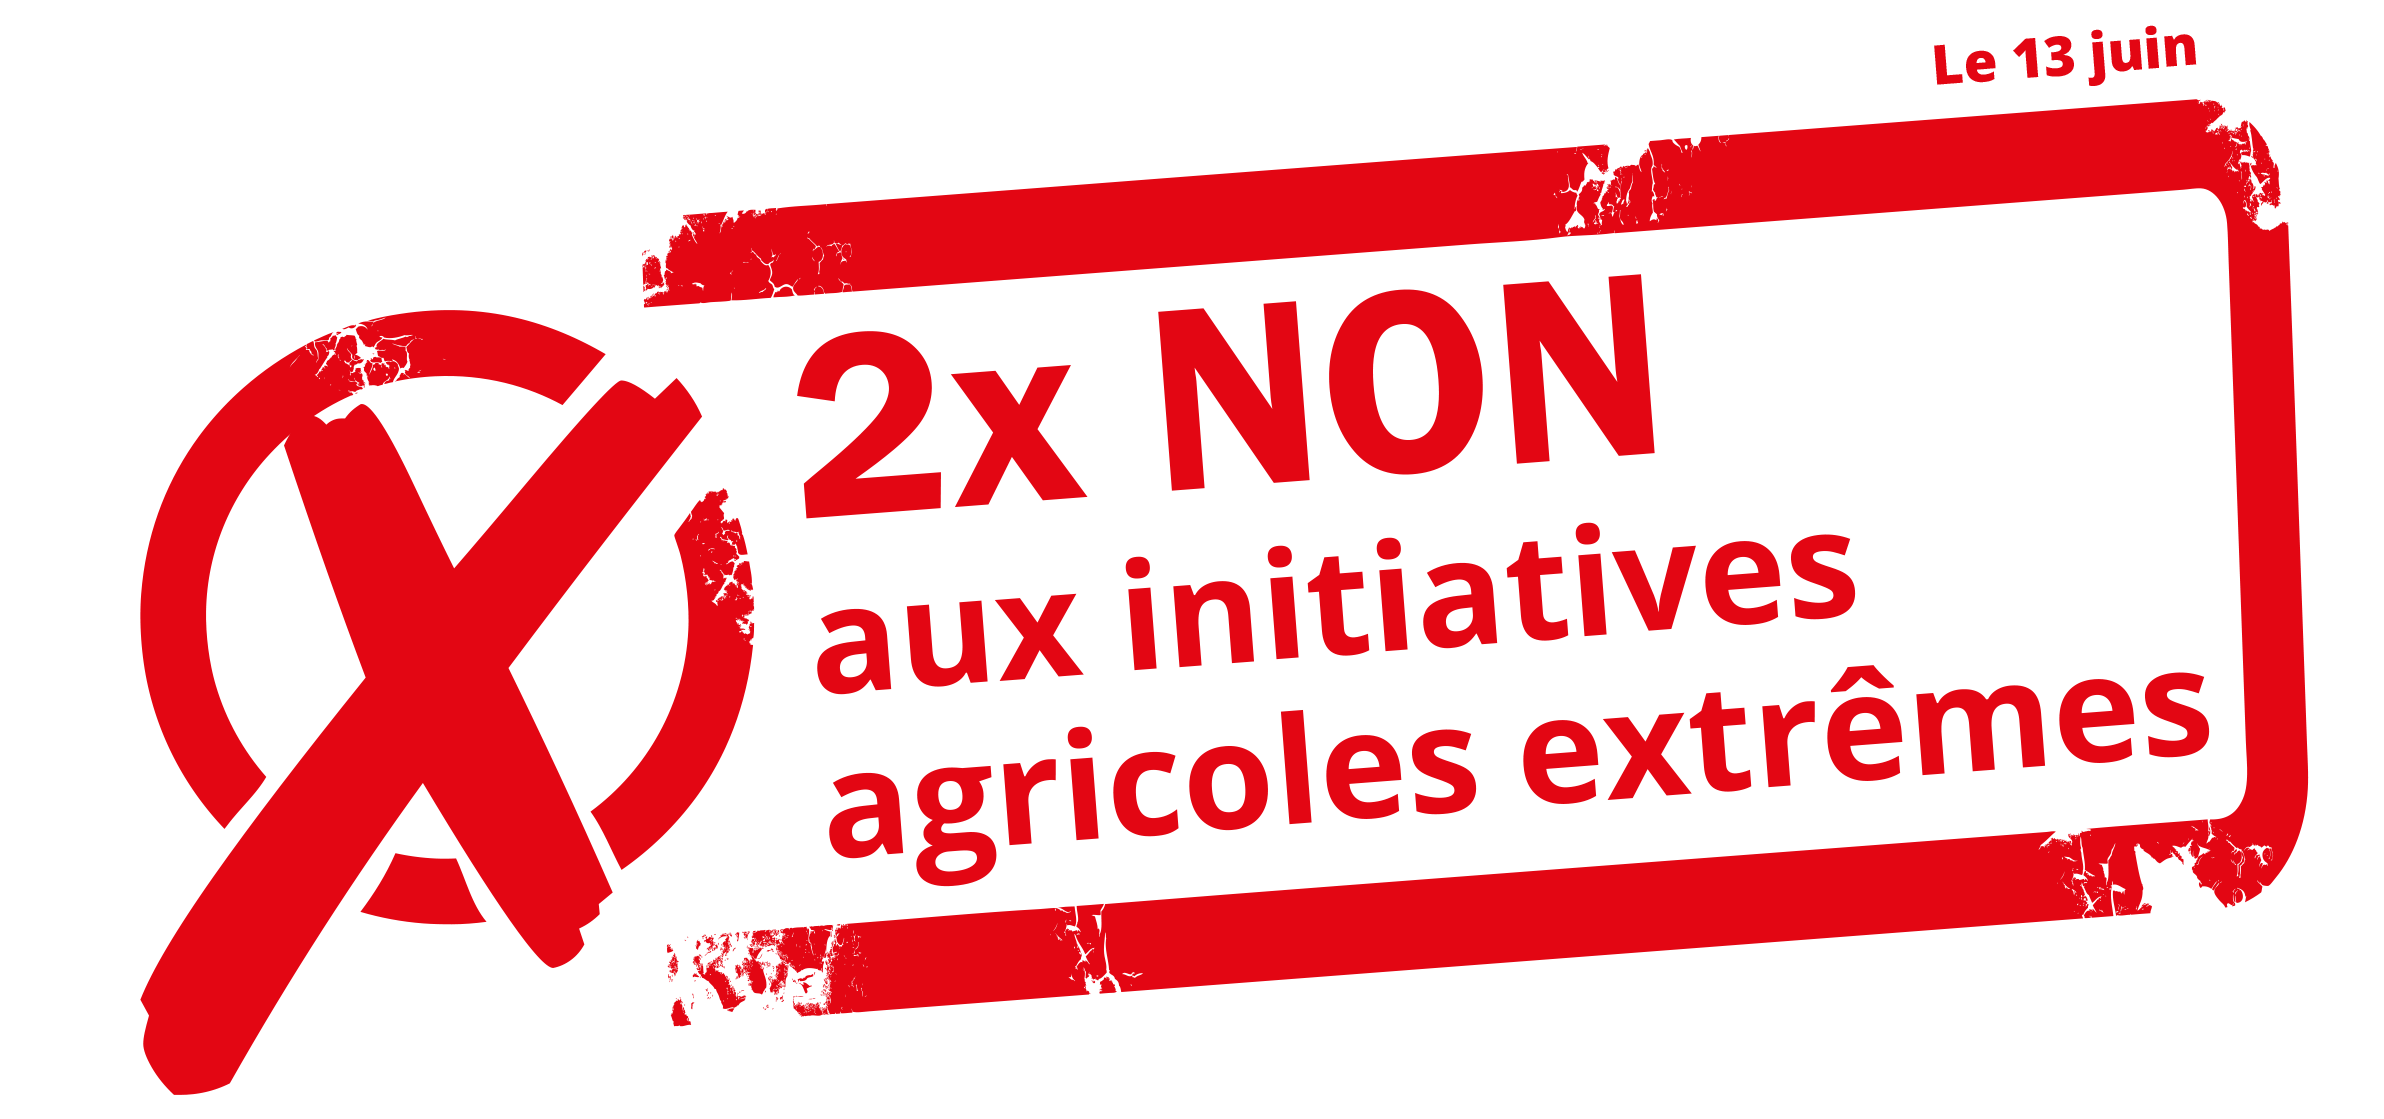 Le 13 juin
2x NON
aux initiatives
agricoles extrêmes